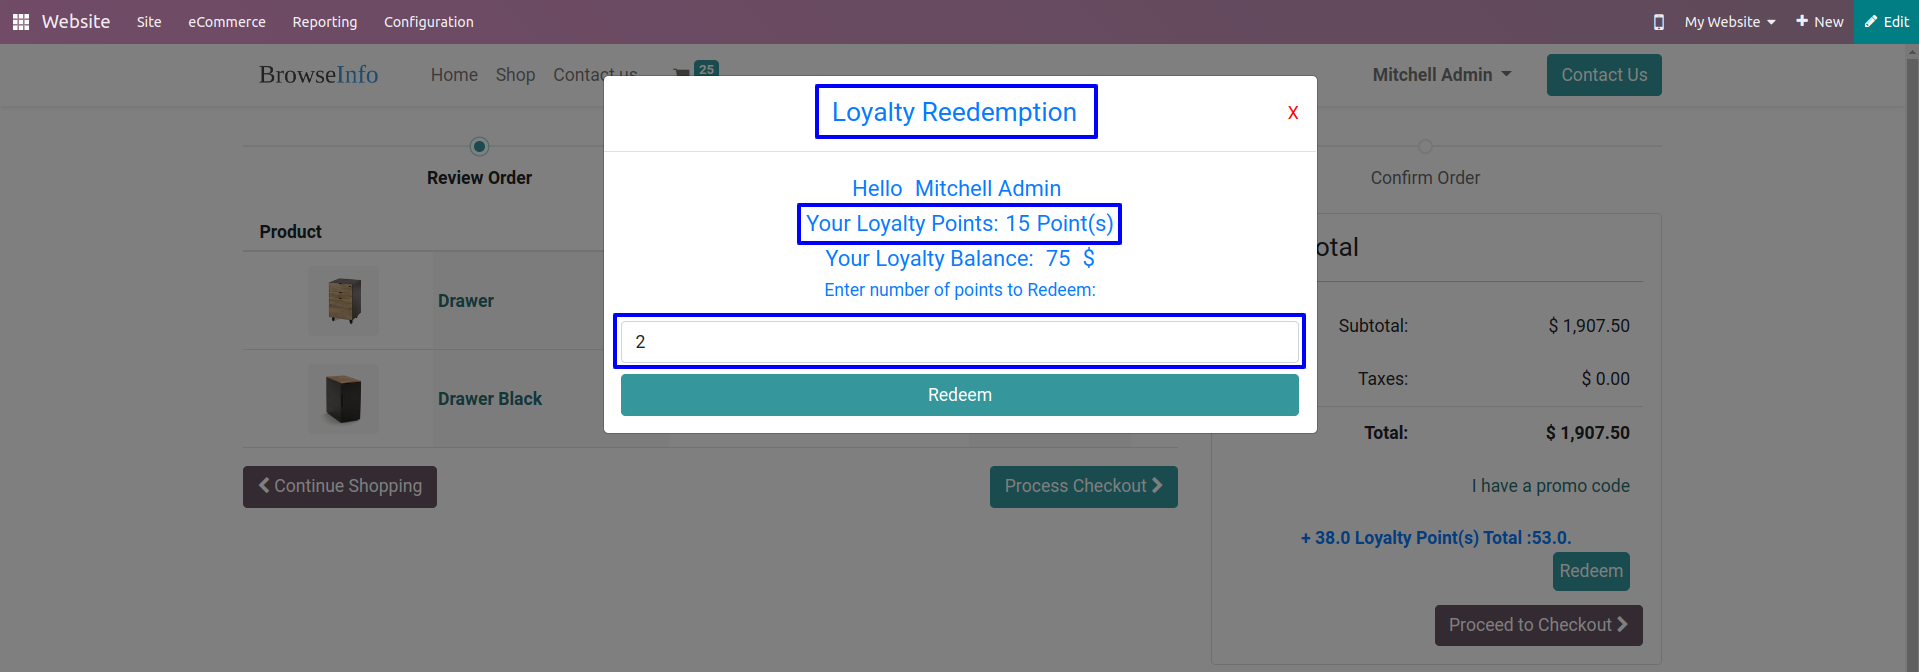 Website Site eCommerce Reporting Configuration My Website New Edit
BrowseInfo Home Shop Contact us 25 Mitchell Admin Contact Us
Loyalty Reedemption X
Review Order Confirm Order
Hello Mitchell Admin
Your Loyalty Points: 15 Point(s)
Your Loyalty Balance: 75 $
Enter number of points to Redeem:
2
Redeem
Product
Drawer
Drawer Black
Continue Shopping Process Checkout
otal
Subtotal: $ 1,907.50
Taxes: $ 0.00
Total: $ 1,907.50
I have a promo code
+ 38.0 Loyalty Point(s) Total :53.0.
Redeem
Proceed to Checkout